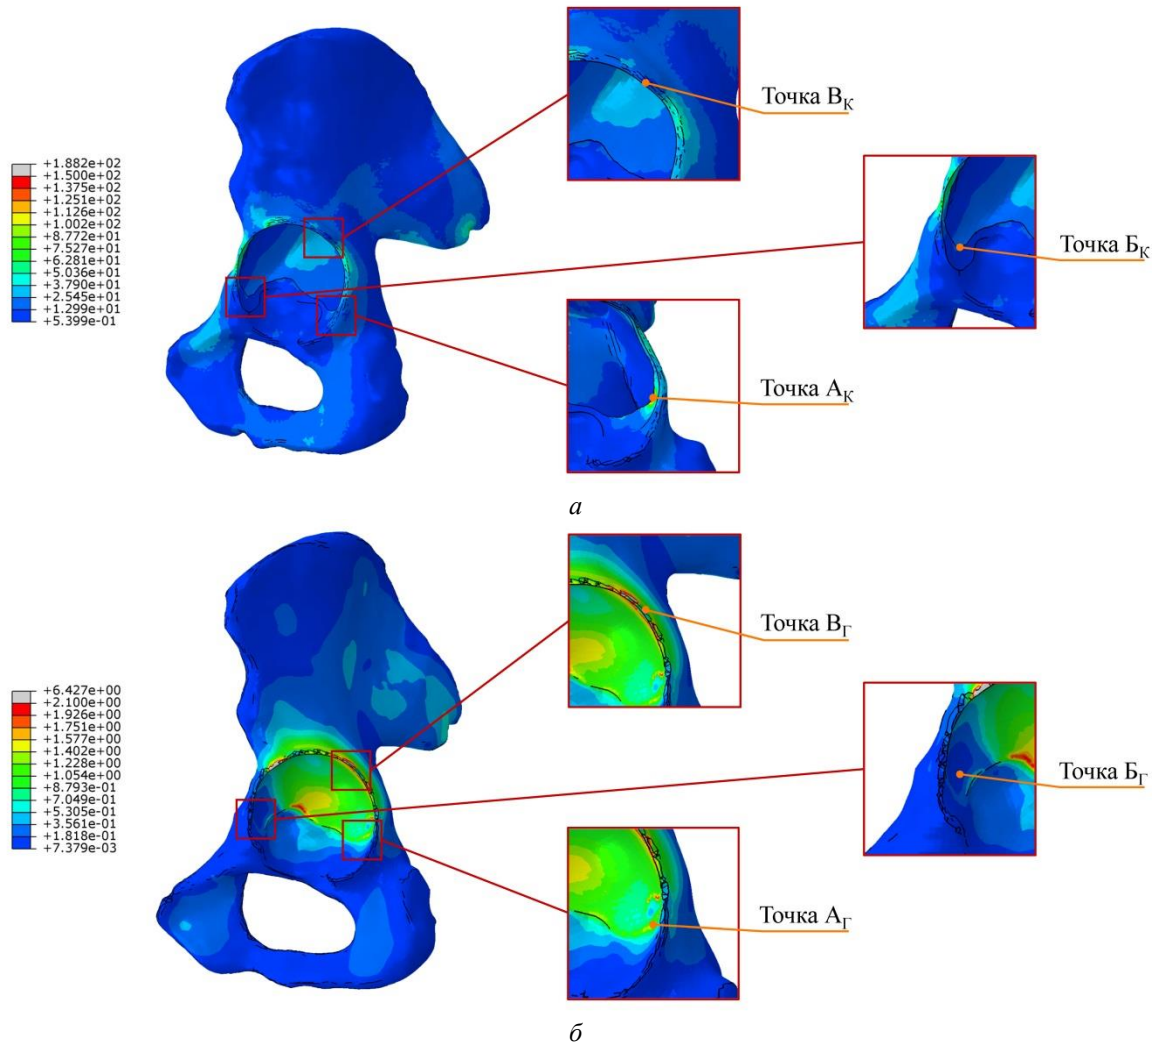 Точка В_К
+1.882e+02
+1.500e+02
+1.375e+02
+1.251e+02
+1.126e+02
+1.002e+02
+8.772e+01
+7.527e+01
+6.281e+01
+5.036e+01
+3.790e+01
+2.545e+01
+1.299e+01
+5.399e-01
Точка Б_К
Точка А_К
а
Точка В_Г
+6.427e+00
+2.100e+00
+1.926e+00
+1.751e+00
+1.577e+00
+1.402e+00
+1.228e+00
+1.054e+00
+8.793e-01
+7.049e-01
+5.305e-01
+3.561e-01
+1.818e-01
+7.379e-03
Точка Б_Г
Точка А_Г
б